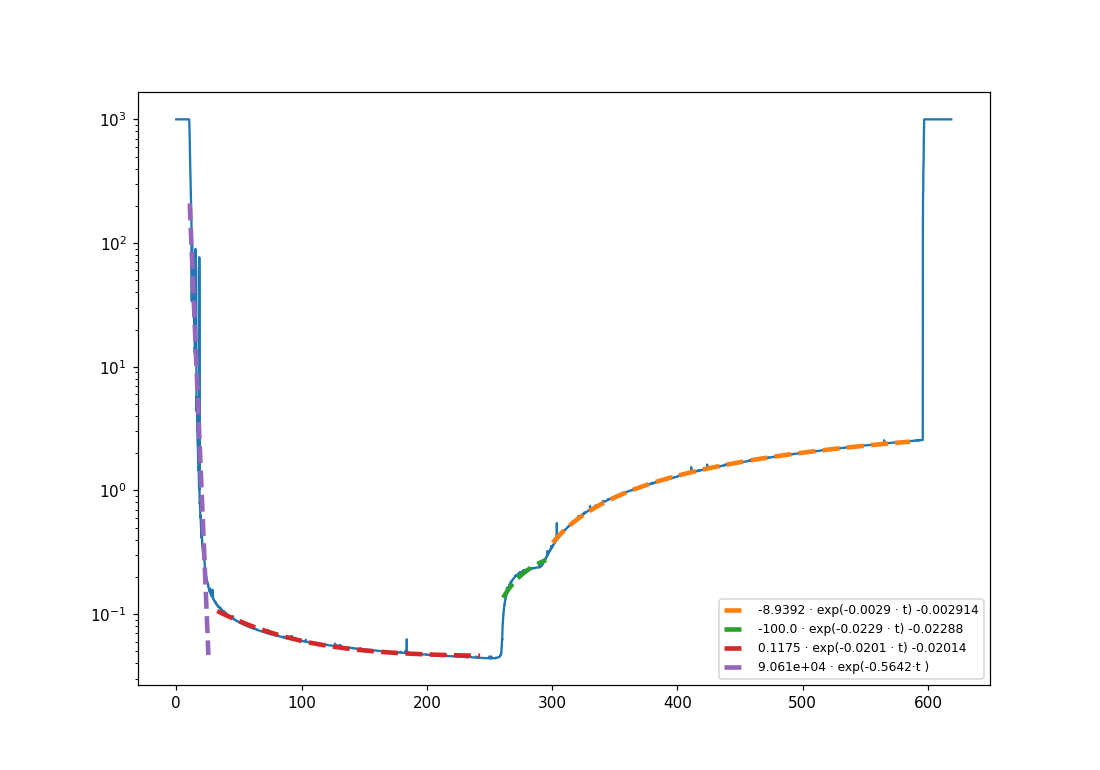 10³
10²
10¹
10⁰
10⁻¹
0 100 200 300 400 500 600
-8.9392 · exp(-0.0029 · t) -0.002914
-100.0 · exp(-0.0229 · t) -0.02288
0.1175 · exp(-0.0201 · t) -0.02014
9.061e+04 · exp(-0.5642·t )